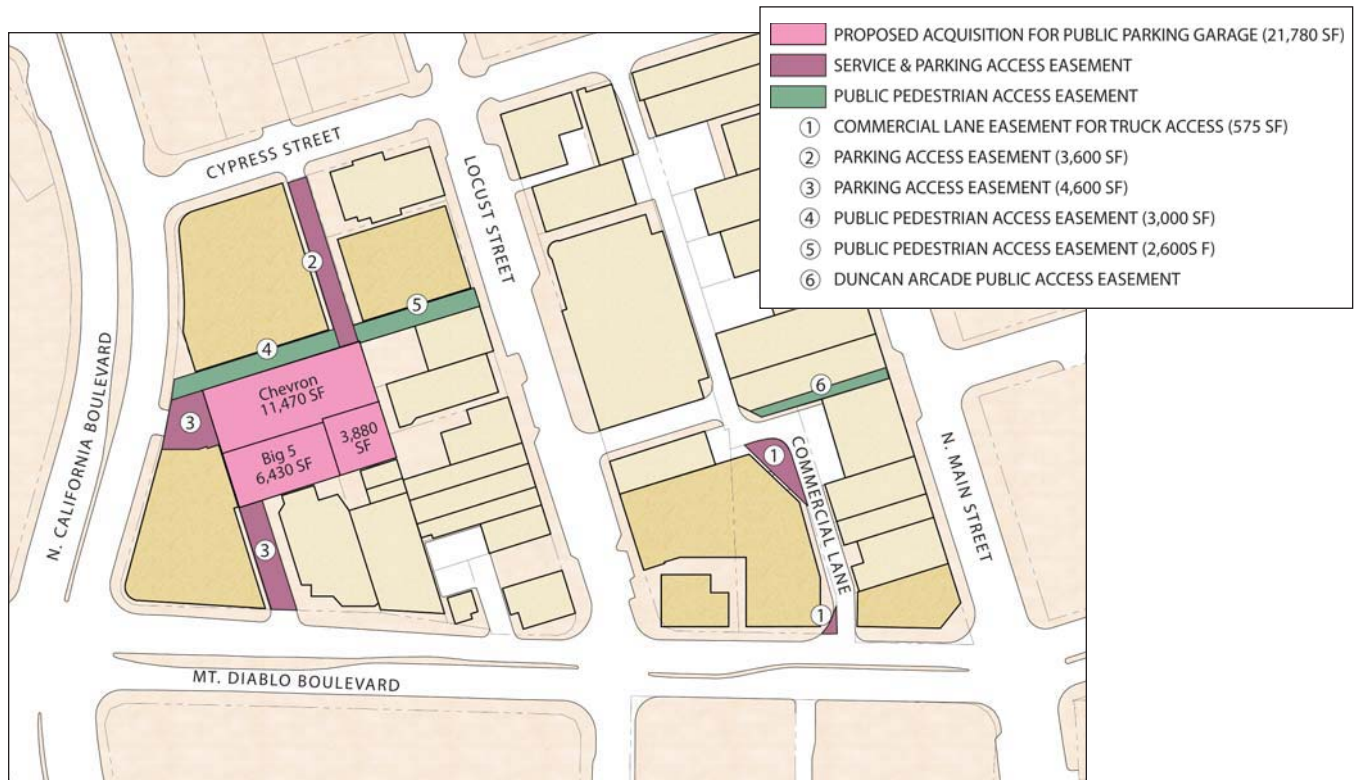 PROPOSED ACQUISITION FOR PUBLIC PARKING GARAGE (21,780 SF)
SERVICE & PARKING ACCESS EASEMENT
PUBLIC PEDESTRIAN ACCESS EASEMENT
1 COMMERCIAL LANE EASEMENT FOR TRUCK ACCESS (575 SF)
2 PARKING ACCESS EASEMENT (3,600 SF)
3 PARKING ACCESS EASEMENT (4,600 SF)
4 PUBLIC PEDESTRIAN ACCESS EASEMENT (3,000 SF)
5 PUBLIC PEDESTRIAN ACCESS EASEMENT (2,600S F)
6 DUNCAN ARCADE PUBLIC ACCESS EASEMENT
CYPRESS STREET
LOCUST STREET
2
5
4
Chevron
11,470 SF
3
3,880
SF
Big 5
6,430 SF
3
N. CALIFORNIA BOULEVARD
6
1
COMMERCIAL LANE
N. MAIN STREET
1
MT. DIABLO BOULEVARD